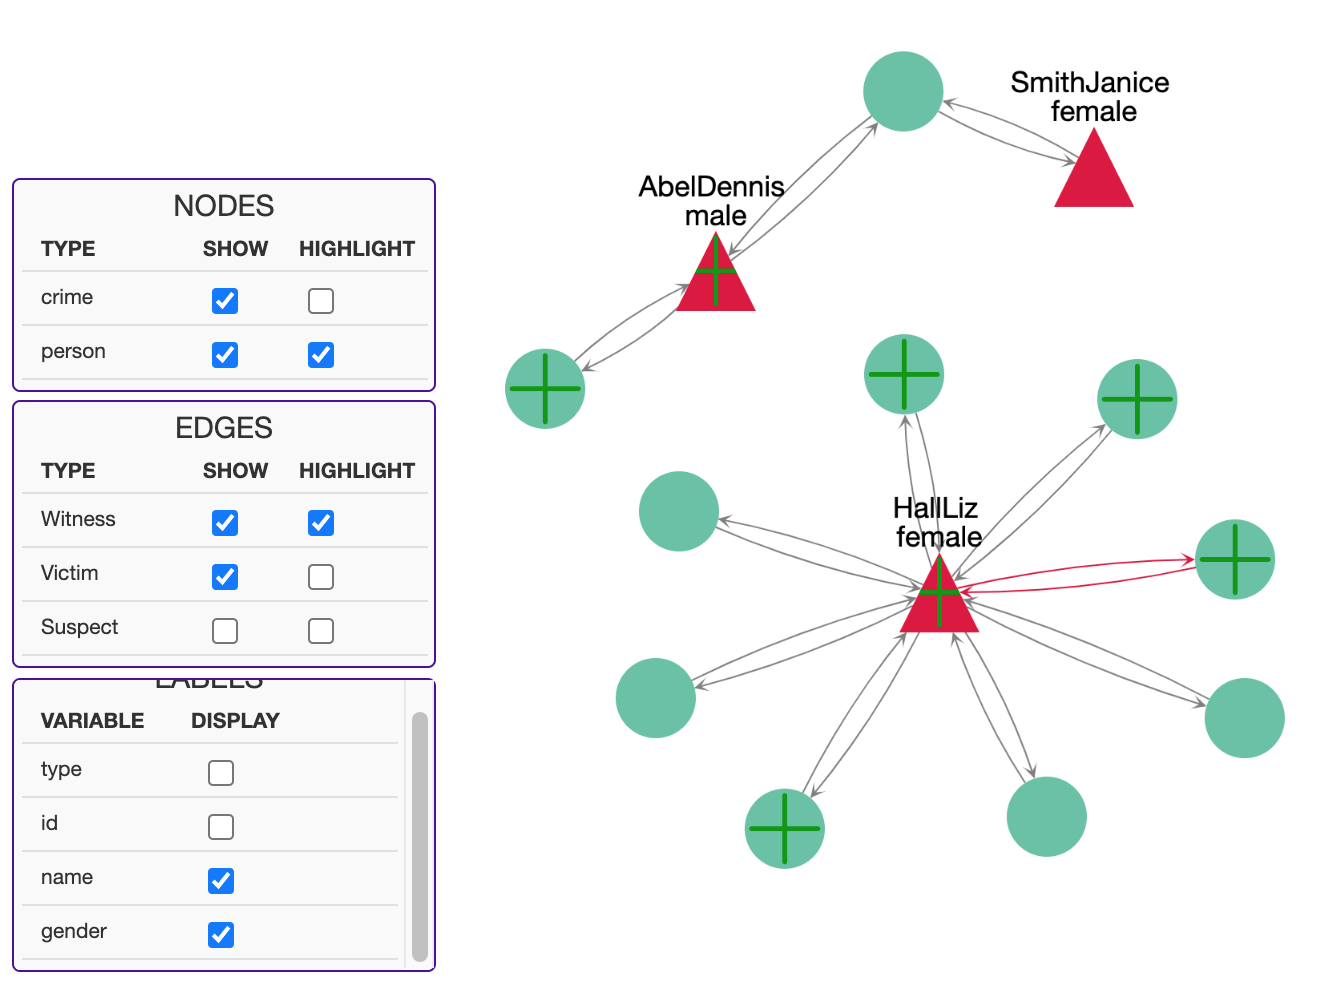 NODES
TYPE SHOW HIGHLIGHT
crime
person
EDGES
TYPE SHOW HIGHLIGHT
Witness
Victim
Suspect
LABELS
VARIABLE DISPLAY
type
id
name
gender
SmithJanice
female
AbelDennis
male
HallLiz
female